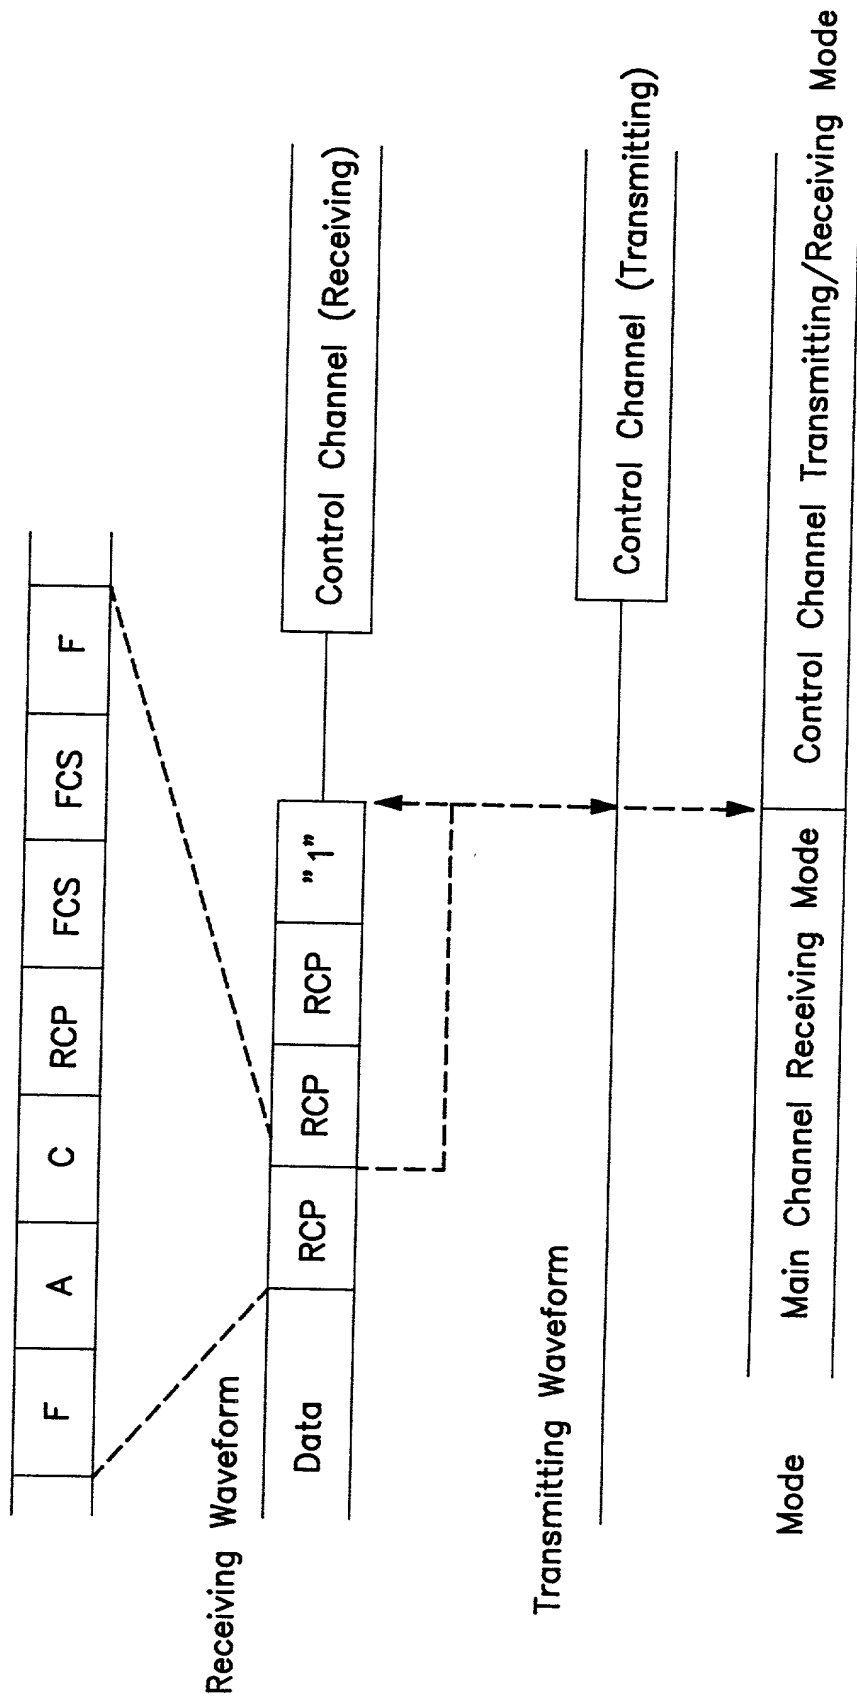 F A C RCP FCS FCS F
Receiving Waveform
Data RCP RCP RCP "1" Control Channel (Receiving)
Transmitting Waveform
Control Channel (Transmitting)
Mode Main Channel Receiving Mode Control Channel Transmitting/Receiving Mode